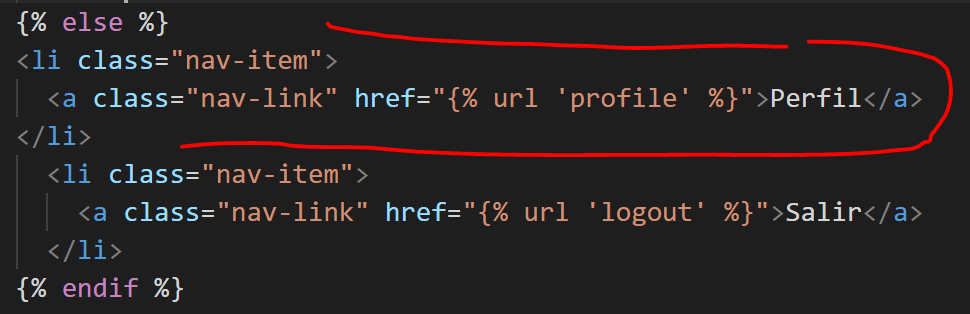 {% else %}
<li class="nav-item">
<a class="nav-link" href="{% url 'profile' %}">Perfil</a>
</li>
<li class="nav-item">
<a class="nav-link" href="{% url 'logout' %}">Salir</a>
</li>
{% endif %}